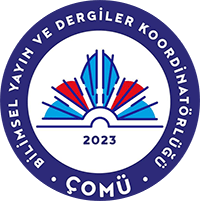 BİLİMSEL YAYIN VE DERGİLER KOORDİNATÖRLÜĞÜ
2023
• ÇOMÜ •